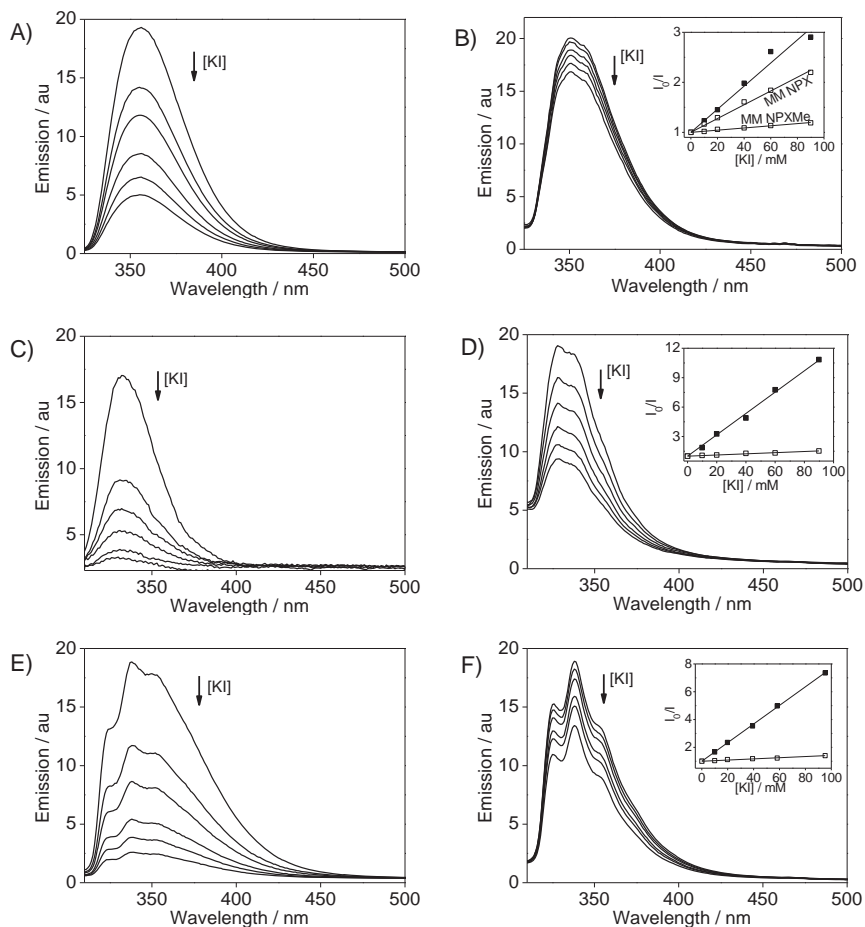 A)
[KI]
20
15
10
5
0
350
400
450
500
Emission / au
Wavelength / nm
B)
[KI]
20
15
10
5
0
350
400
450
500
Emission / au
Wavelength / nm
3
2
1
0
20
40
60
80
100
I0/I
[KI] / mM
MM NPX
MM NPXMe
C)
[KI]
20
15
10
5
350
400
450
500
Emission / au
Wavelength / nm
D)
[KI]
20
15
10
5
0
350
400
450
500
Emission / au
Wavelength / nm
12
9
6
3
0
20
40
60
80
100
I0/I
[KI] / mM
E)
[KI]
20
15
10
5
0
350
400
450
500
Emission / au
Wavelength / nm
F)
[KI]
20
15
10
5
0
350
400
450
500
Emission / au
Wavelength / nm
8
6
4
2
0
20
40
60
80
100
I0/I
[KI] / mM